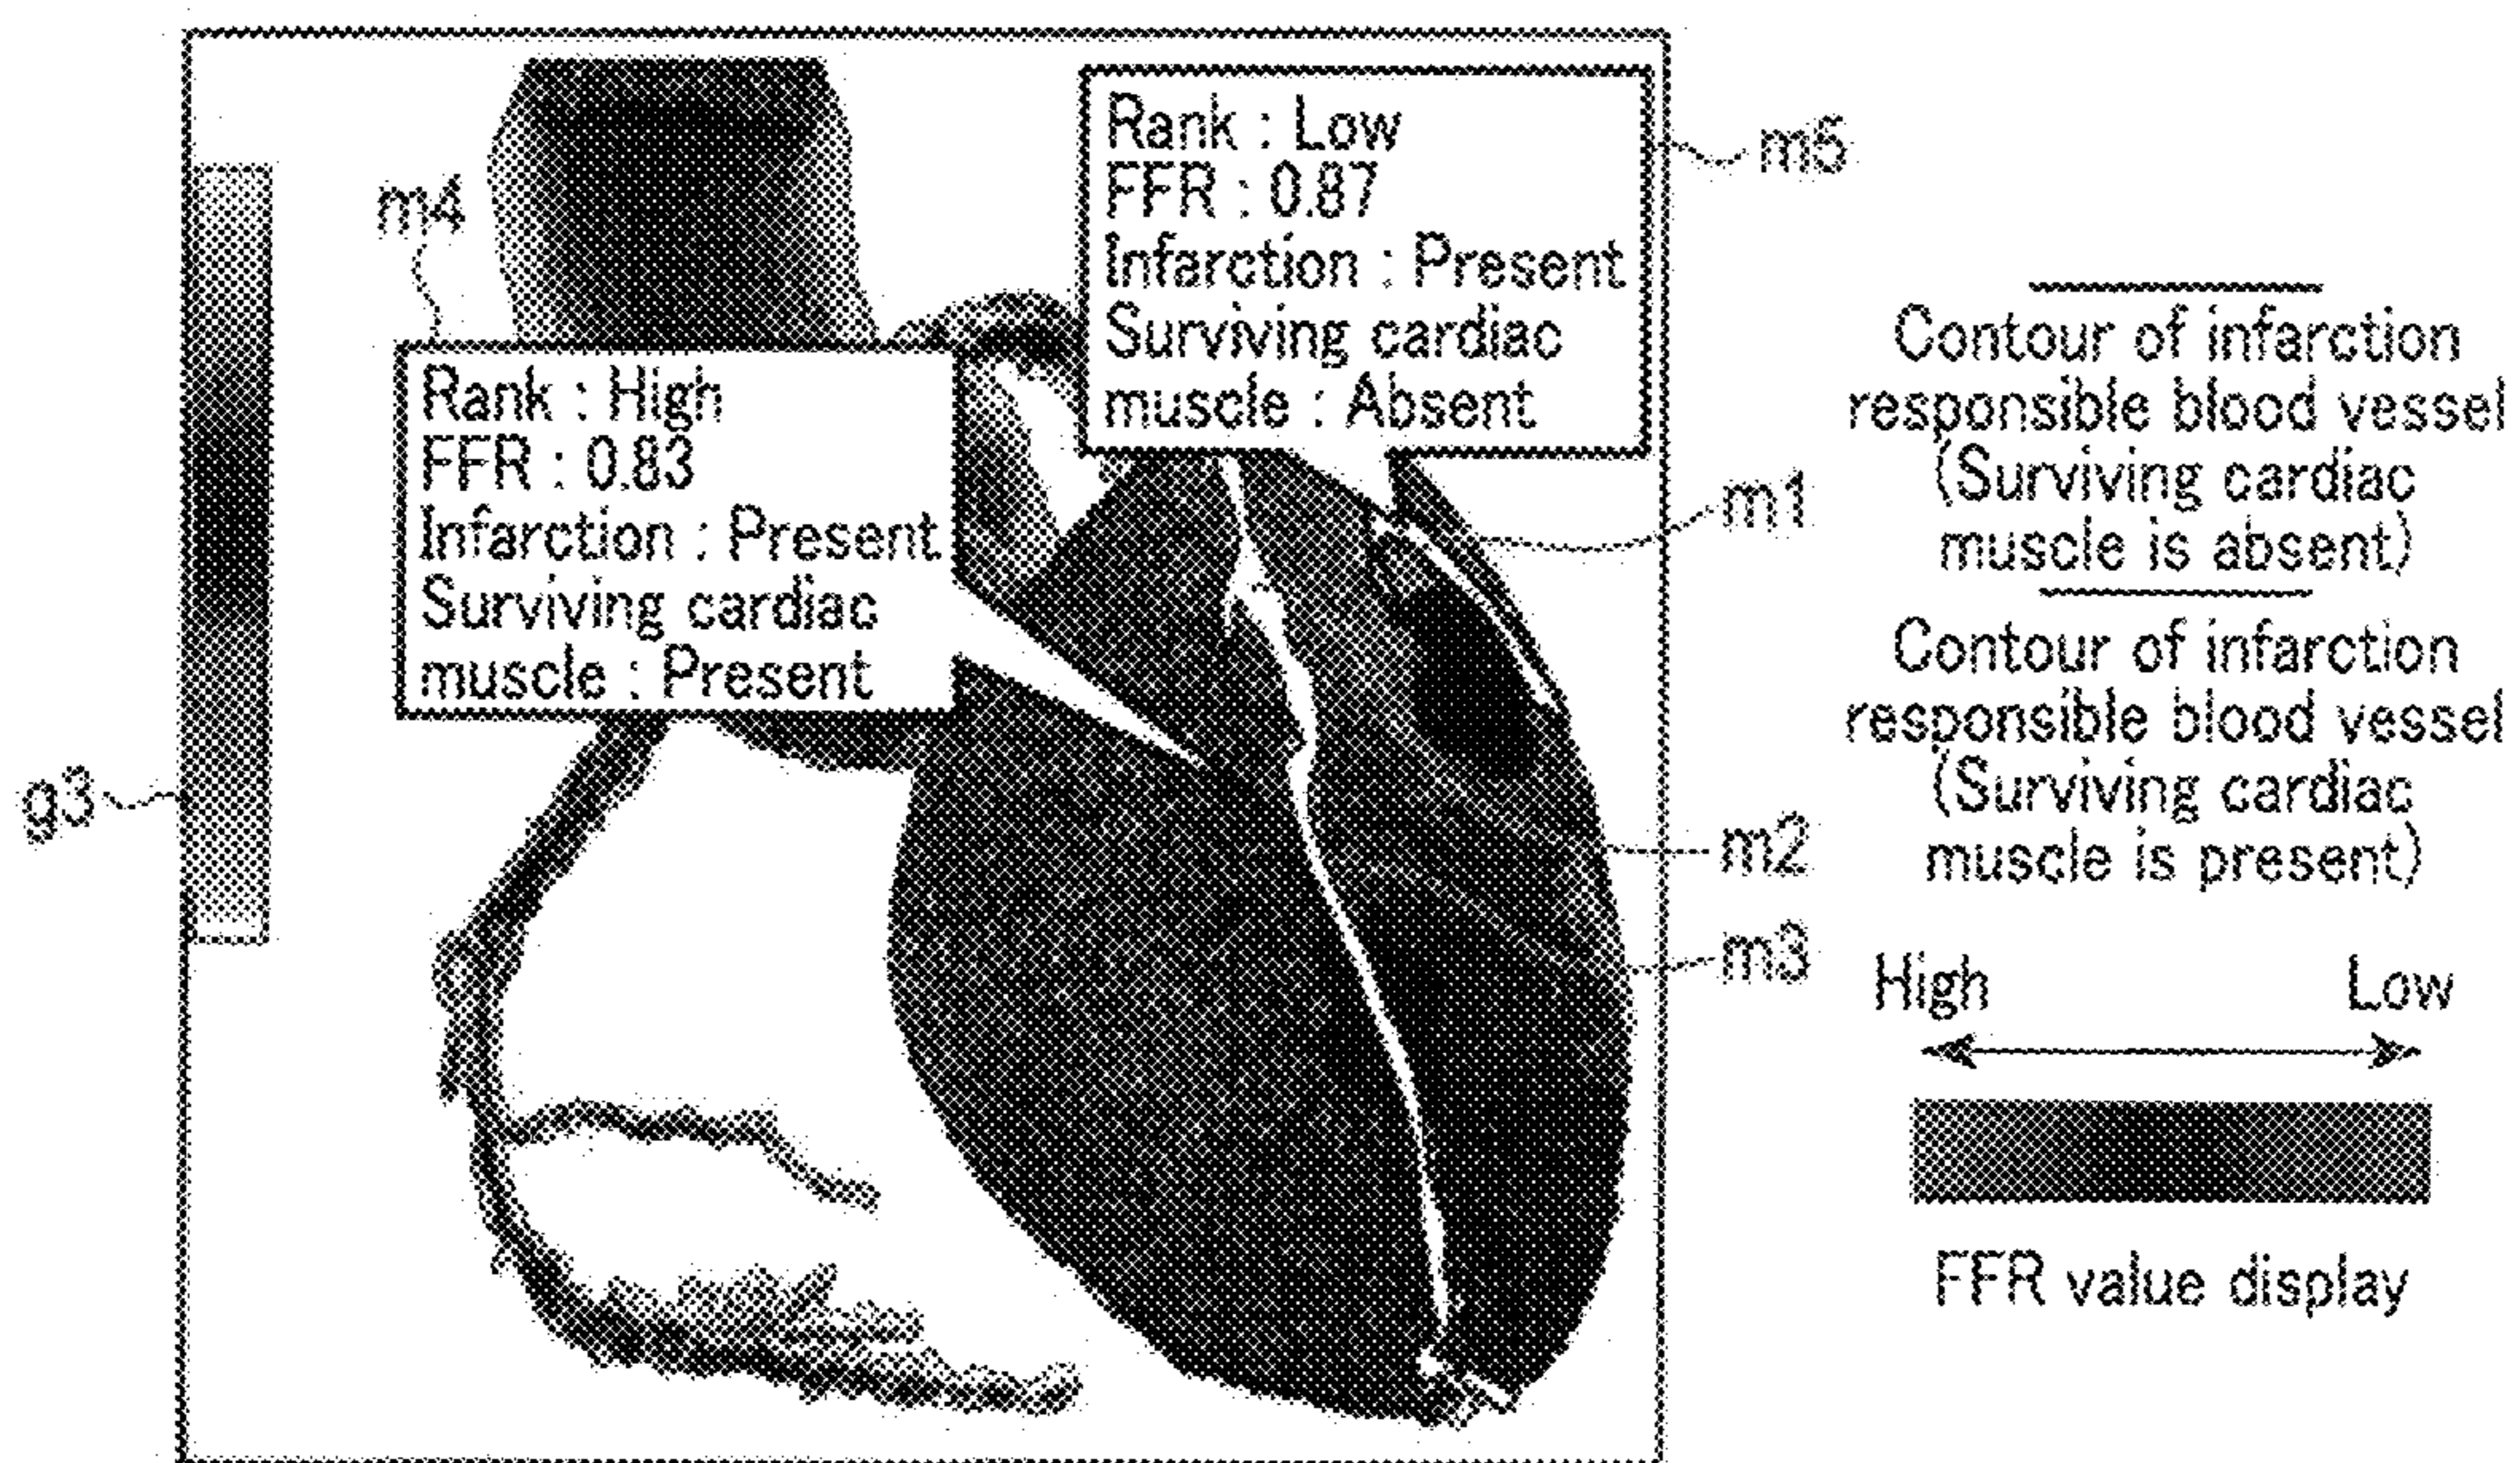 m4
Rank : High
FFR : 0.83
Infarction : Present
Surviving cardiac
muscle : Present
Rank : Low
FFR : 0.87
Infarction : Present
Surviving cardiac
muscle : Absent
m5
m1
m2
m3
g3
Contour of infarction
responsible blood vessel
(Surviving cardiac
muscle is absent)
Contour of infarction
responsible blood vessel
(Surviving cardiac
muscle is present)
High Low
FFR value display